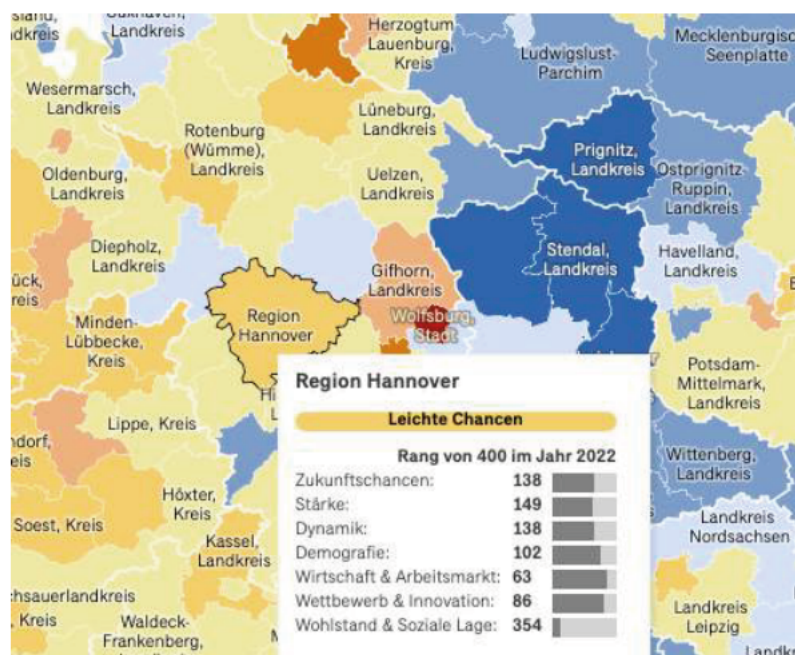 Landkreis
Landkreis
Herzogtum
Lauenburg,
Kreis
Mecklenburgisc
Seenplatte
Ludwigslust-
Parchim
Wesermarsch,
Landkreis
Lüneburg,
Landkreis
Rotenburg
(Wümme),
Landkreis
Prignitz,
Landkreis
Oldenburg,
Landkreis
Uelzen,
Landkreis
Ostprignitz-
Ruppin,
Landkreis
Diepholz,
Landkreis
Stendal,
Landkreis
Havelland,
Landkreis
Gifhorn,
Landkreis
Region
Hannover
Wolfsburg,
Stadt
Minden-
Lübbecke,
Kreis
Potsdam-
Mittelmark,
Landkreis
Lippe, Kreis
Wittenberg,
Landkreis
Höxter,
Kreis
Soest, Kreis
Landkreis
Nordsachsen
Kassel,
Landkreis
Landkreis
Leipzig
Waldeck-
Frankenberg,
Region Hannover
Leichte Chancen
Rang von 400 im Jahr 2022
Zukunftschancen: 138
Stärke: 149
Dynamik: 138
Demografie: 102
Wirtschaft & Arbeitsmarkt: 63
Wettbewerb & Innovation: 86
Wohlstand & Soziale Lage: 354